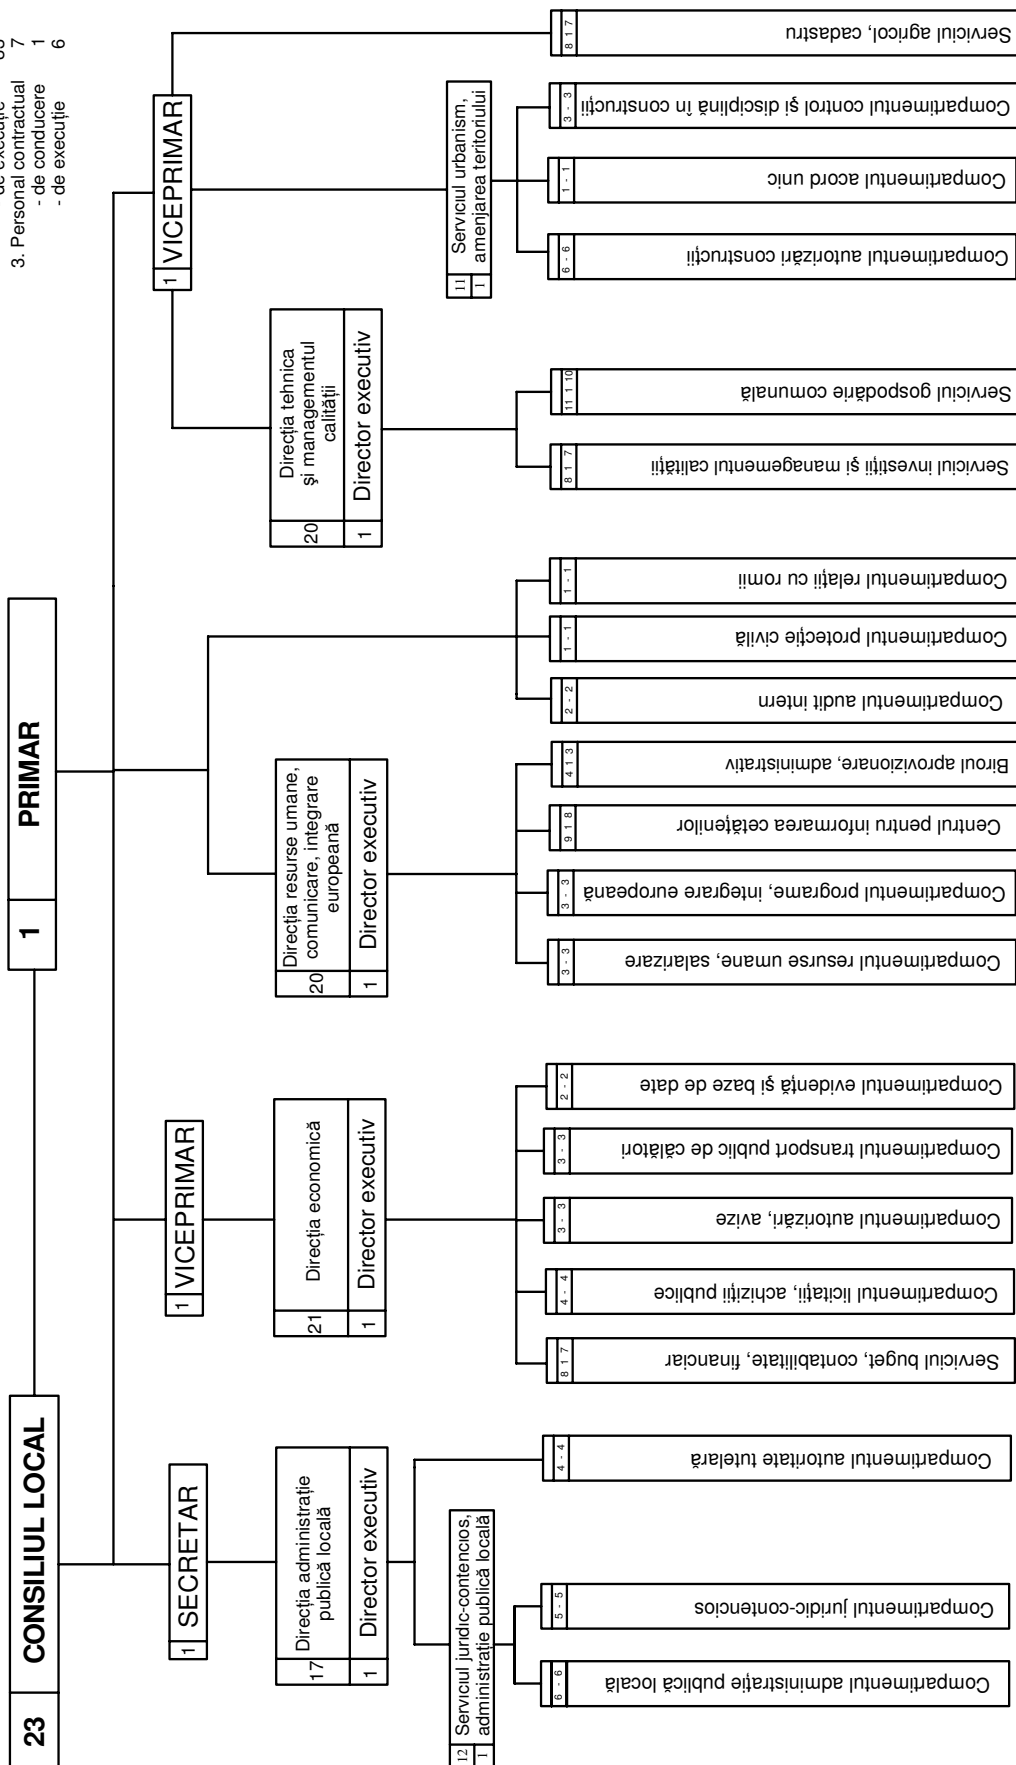 - de execuție
3. Personal contractual 7
- de conducere 1
- de execuție 6
23 CONSILIUL LOCAL
1 PRIMAR
1 SECRETAR
1 VICEPRIMAR
1 VICEPRIMAR
17 Direcția administrație
publică locală
1 Director executiv
21 Direcția economică
1 Director executiv
20 Direcția resurse umane,
comunicare, integrare
europeană
1 Director executiv
20 Direcția tehnica
și managementul
calității
1 Director executiv
12 Serviciul juridic-contencios,
1 administrație publică locală
11 Serviciul urbanism,
1 amenjarea teritoriului
6 - 6 Compartimentul administrație publică locală
5 - 5 Compartimentul juridic-contencios
4 - 4 Compartimentul autoritate tutelară
8 1 7 Serviciul buget, contabilitate, financiar
4 - 4 Compartimentul licitații, achiziții publice
3 - 3 Compartimentul autorizări, avize
3 - 3 Compartimentul transport public de călători
2 - 2 Compartimentul evidență și baze de date
3 - 3 Compartimentul resurse umane, salarizare
3 - 3 Compartimentul programe, integrare europeană
9 1 8 Centrul pentru informarea cetățenilor
4 1 3 Biroul aprovizionare, administrativ
2 - 2 Compartimentul audit intern
1 - 1 Compartimentul protecție civilă
1 - 1 Compartimentul relații cu romii
8 1 7 Serviciul investiții și managementul calității
11 1 10 Serviciul gospodărie comunală
6 - 6 Compartimentul autorizări construcții
1 - 1 Compartimentul acord unic
3 - 3 Compartimentul control și disciplină în construcții
8 1 7 Serviciul agricol, cadastru